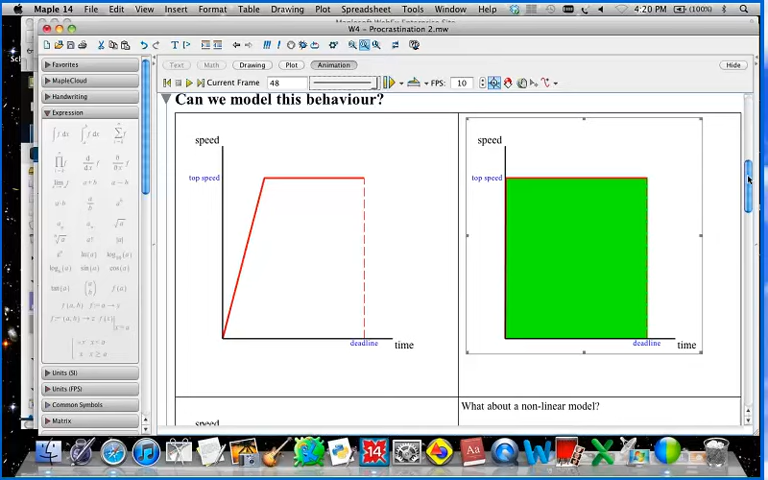 Maple 14 File Edit View Insert Format Table Drawing Plot Spreadsheet Tools Window 4:20 PM (100%)
W4 - Procrastination 2.mw
Text Math Drawing Plot Animation Hide
Current Frame 48 FPS: 10
Favorites
MapleCloud
Handwriting
Expression
Units (SI)
Units (FPS)
Common Symbols
Matrix
Can we model this behaviour?
speed
top speed
deadline
time
speed
top speed
deadline
time
What about a non-linear model?
speed
14
Aa